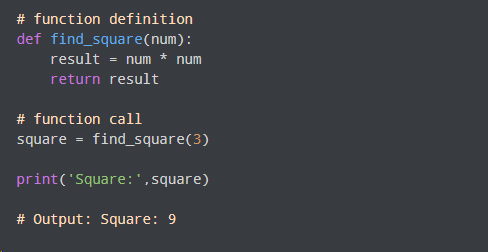 # function definition
def find_square(num):
    result = num * num
    return result
# function call
square = find_square(3)
print('Square:',square)
# Output: Square: 9